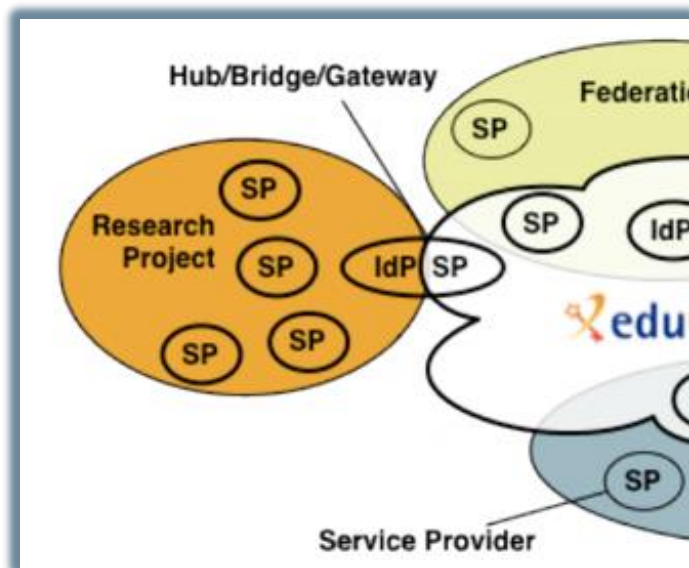 Hub/Bridge/Gateway
Federatio
SP
SP
Research
Project
SP
IdP
SP
SP
IdP
SP
edu
SP
SP
SP
Service Provider